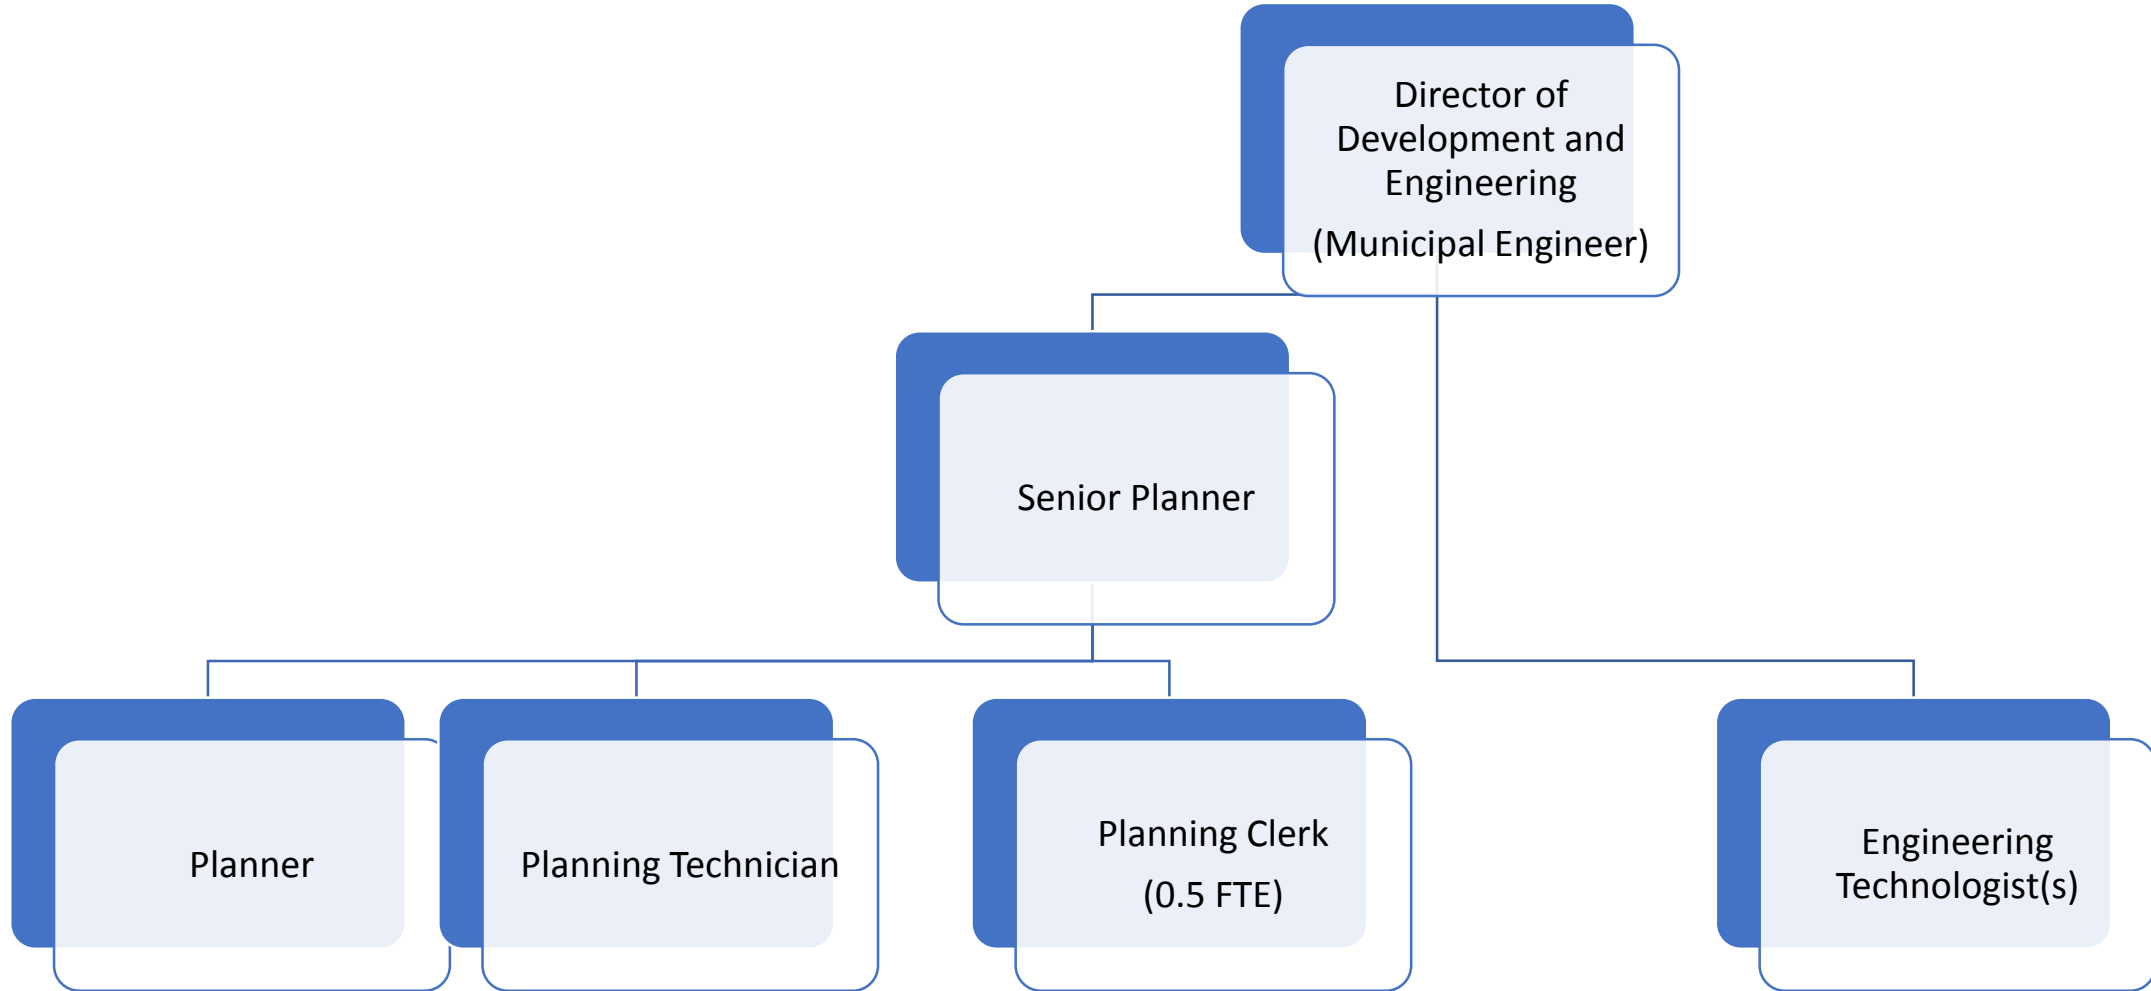 Director of
Development and
Engineering
(Municipal Engineer)
Senior Planner
Planner
Planning Technician
Planning Clerk
(0.5 FTE)
Engineering
Technologist(s)